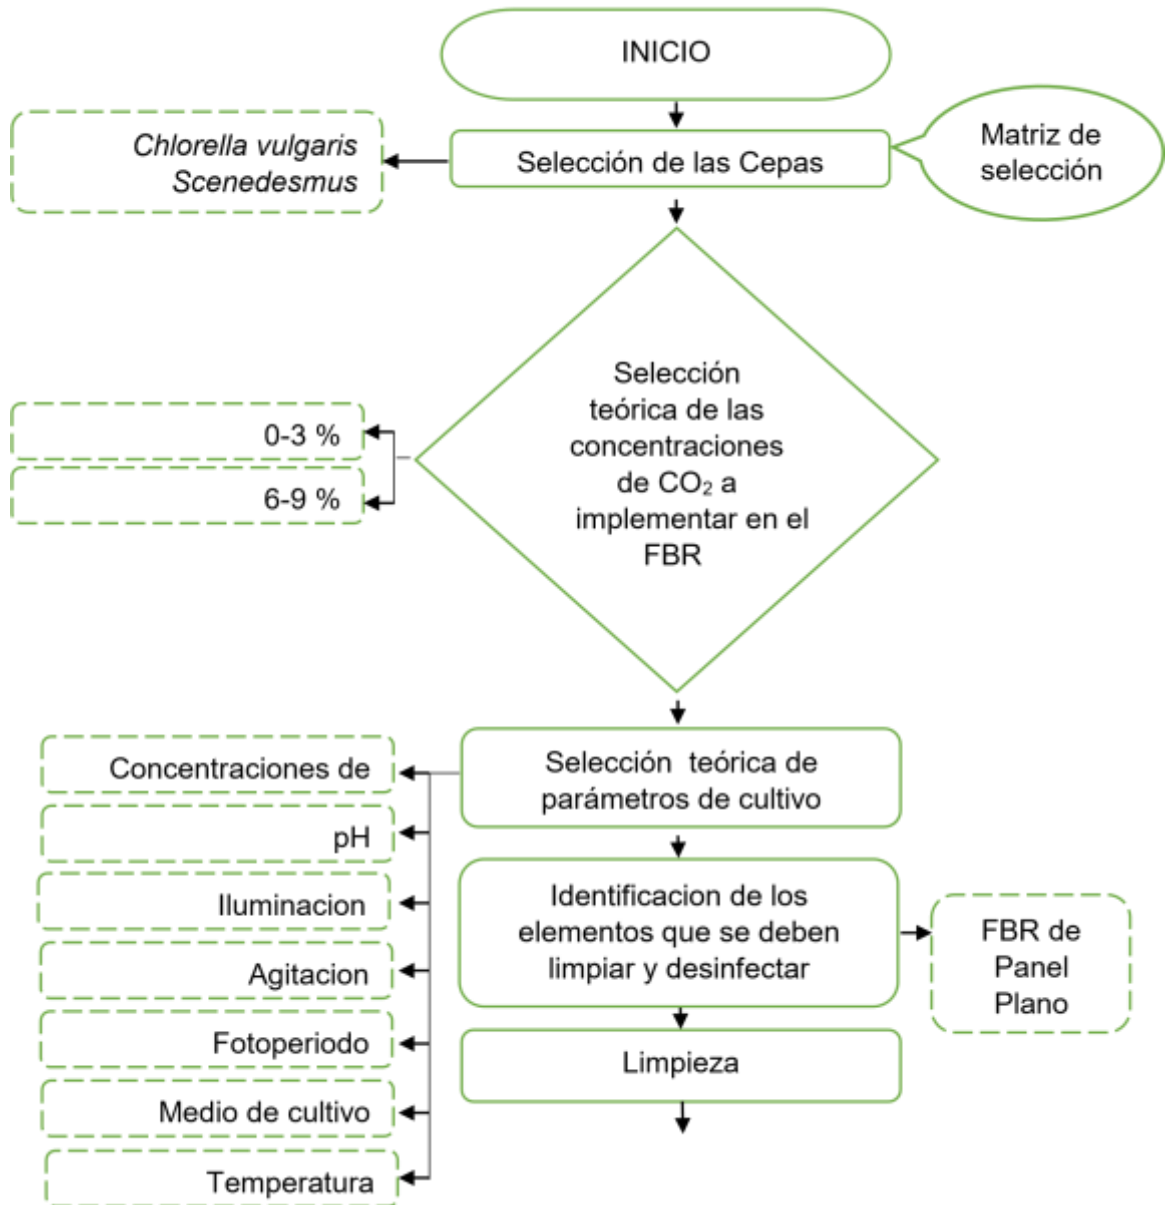 INICIO
Matriz de
selección
Chlorella vulgaris
Scenedesmus
Selección de las Cepas
Selección
teórica de las
concentraciones
de CO₂ a
implementar en el
FBR
0-3 %
6-9 %
Selección teórica de
parámetros de cultivo
Concentraciones de
pH
Iluminacion
Agitacion
Fotoperiodo
Medio de cultivo
Temperatura
Identificacion de los
elementos que se deben
limpiar y desinfectar
FBR de
Panel
Plano
Limpieza